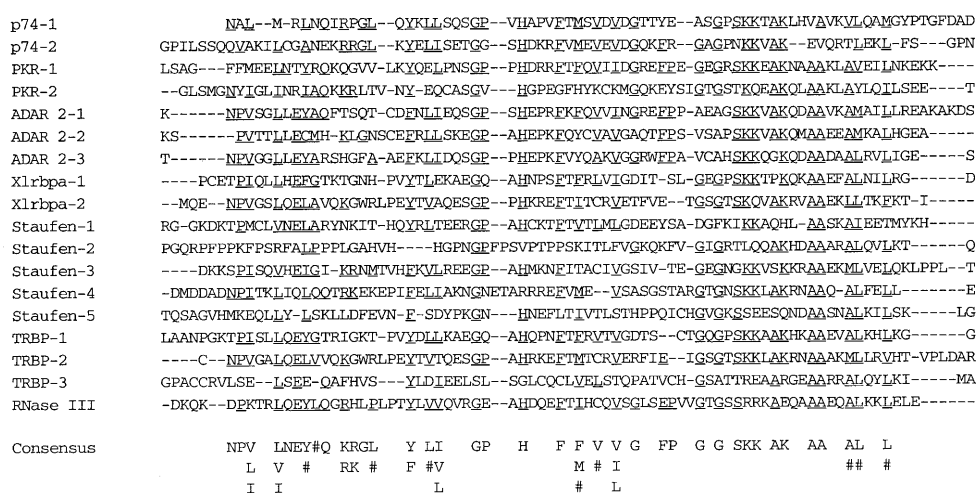 p74-1 NAL--M-RLNQIRPGL--QYKLLSQSGP--VHAPVFTMSVDVDGTTYE--ASGPSKKTAKLHVAVKVLQAMGYPTGFDAD
p74-2 GPILSSQQVAKILCGANEKRRGL--KYELISETGG--SHDKRFVMEVEVDGQKFR--GAGPNKKVAK--EVQRTLEKL-FS---GPN
PKR-1 LSAG----FFMEELNTYRQKQGVV-LKYQELPNSGP--PHDRRFTFQVIIDGREFPE-GEGRSKKEAKNAAAKLAVEILNKEKK----
PKR-2 --GLSMGNYIGLINRIAQKKRLTV-NY-EQCASGV---HGPEGFHYKCKMGQKEYSIGTGSTKQEAKQLAAKLAYLQILSEE----T
ADAR 2-1 K------NPVSGLLEYAQFTSQT-CDFNLIEQSGP--SHEPRFKFQVVINGREFPP-AEAGSKKVAKQDAAVKAMAILLREAKAKDS
ADAR 2-2 KS-----PVTTLLECMH-KLGNSCEFRLLSKEGP--AHEPKFQYCVAVGAQTFPS-VSAPSKKVAKQMAAEEAMKALHGEA------
ADAR 2-3 T------NPVGGLLEYARSHGFA-AEFKLIDQSGP--PHEPKFVYQAKVGGRWFPA-VCAHSKKQGKQDAADAALRVLIGE-----S
Xlrbpa-1 ----PCETPIQLLHEFGTKTGNH-PVYTLEKAEGQ--AHNPSFTFRLVIGDITS--LGEGPSKKTPKQKAAEFALNILRG------D
Xlrbpa-2 --MQE--NPVGSLQELAVQKGWRLPEYTVAQESGP--PHKREFTITCRVETFVE--TGSGTSKQVAKRVAAEKLLTKFKT-I-----
Staufen-1 RG-GKDKTPMCLVNELARYNKIT-HQYRLTEERGP--AHCKTFTVTLMLGDEEYSA-DGFKIKKAQHL-AASKAIEETMYKH-----
Staufen-2 PGQRPFPPKFPSRFALPPPLGAHVH---HGPNGPFPSVPTPPSKITLFVGKQKFV-GIGRTLQQAKHDAAARALQVLKT------Q
Staufen-3 ----DKKSPISQVHEIGI-KRNMTVHFKVLREEGP--AHMKNFITACIVGSIV-TE-GEGNGKKVSKKRAAEKMLVELQKLPPL--T
Staufen-4 -DMDDADNPITKLIQLQQTRKEKEPIFELIAKNGNETARRREFVME--VSASGSTARGTGNSKKLAKRNAAQ-ALFELL------E
Staufen-5 TQSAGVHMKEQLLY-LSKLLDFEVN-F-SDYPKGN--HNEFLTIVTLSTHPPQICHGVGKSSEESQNDAASNALKILSK-----LG
TRBP-1 LAANPGKTPISLLQEYGTRIGKT-PVYDLLKAEGQ--AHQPNFTFRVTVGDTS--CTGQGPSKKAAKHKAAEVALKHLKG------G
TRBP-2 ----C--NPVGALQELVVQKGWRLPEYTVTQESGP--AHRKEFTMTCRVERFIE--IGSGTSKKLAKRNAAAKMLLRVHT-VPLDAR
TRBP-3 GPACCRVLSE--LSEE-QAFHVS--YLDIEELSL--SGLCQCLVELSTQPATVCH-GSATTREAARGEAARRALQYLKI-----MA
RNase III -DKQK--DPKTRLQEYLQGRHLPLPTYLVVQVRGE--AHDQEFTIHCQVSGLSEPVVGTGSSRRKAEQAAAEQALKKLELE------
Consensus NPV LNEY#Q KRGL Y LI GP H F F V V G FP G G SKK AK AA AL L
L V # RK # F #V M # I ## #
I I L # L